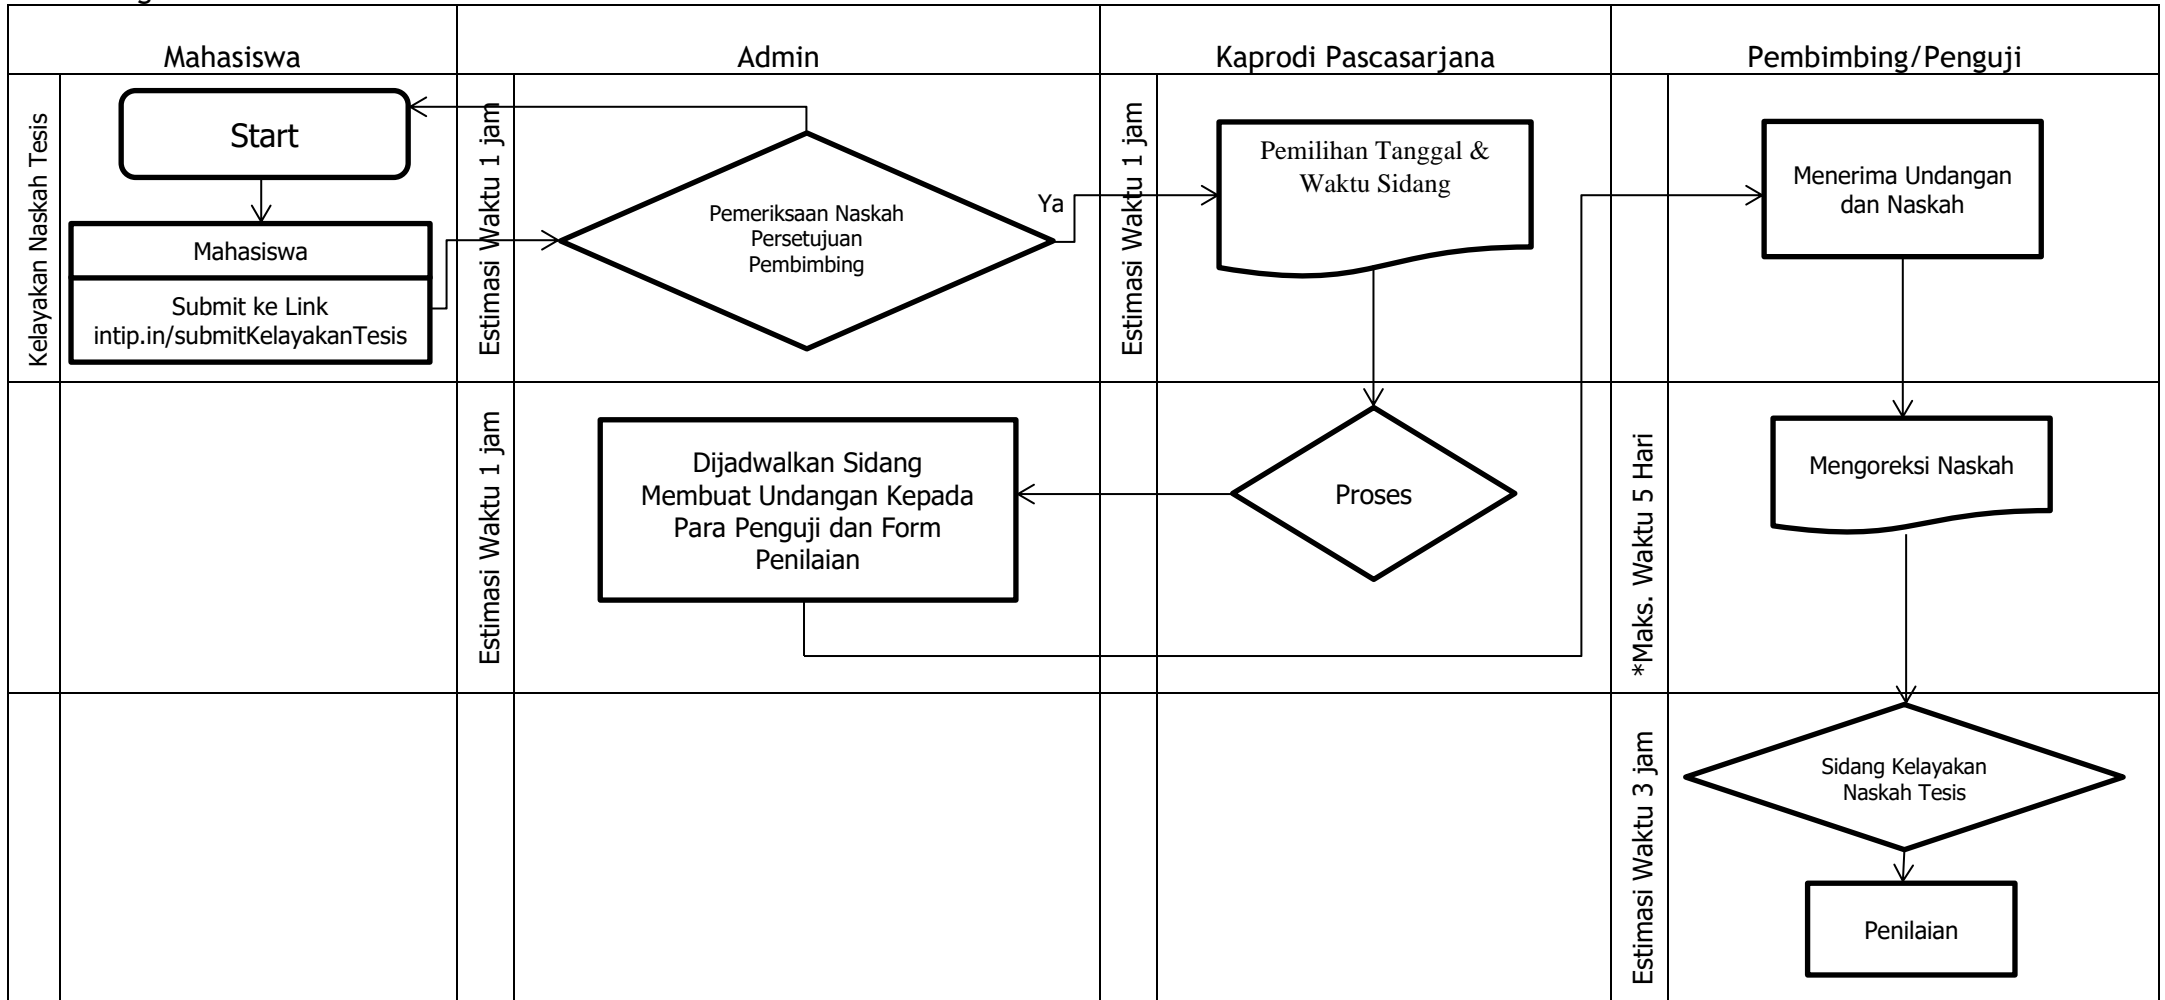 Mahasiswa
Admin
Kaprodi Pascasarjana
Pembimbing/Penguji
Kelayakan Naskah Tesis
Start
Mahasiswa
Submit ke Link
intip.in/submitKelayakanTesis
Estimasi Waktu 1 jam
Pemeriksaan Naskah
Persetujuan
Pembimbing
Ya
Estimasi Waktu 1 jam
Pemilihan Tanggal &
Waktu Sidang
Menerima Undangan
dan Naskah
Estimasi Waktu 1 jam
Dijadwalkan Sidang
Membuat Undangan Kepada
Para Penguji dan Form
Penilaian
Proses
*Maks. Waktu 5 Hari
Mengoreksi Naskah
Estimasi Waktu 3 jam
Sidang Kelayakan
Naskah Tesis
Penilaian